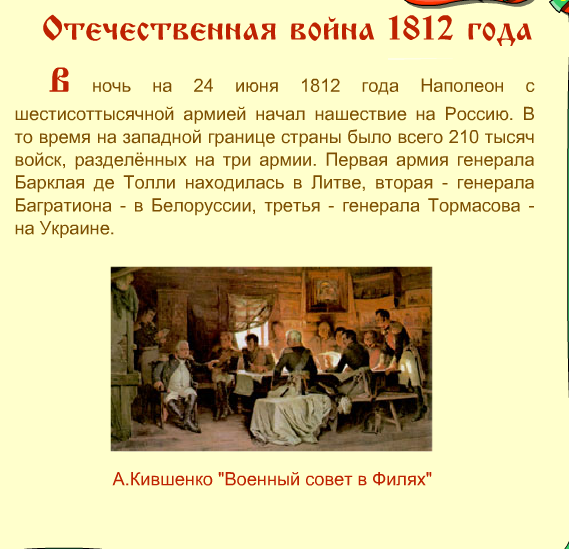 Отечественная война 1812 года
В ночь на 24 июня 1812 года Наполеон с
шестисоттысячной армией начал нашествие на Россию. В
то время на западной границе страны было всего 210 тысяч
войск, разделённых на три армии. Первая армия генерала
Барклая де Толли находилась в Литве, вторая - генерала
Багратиона - в Белоруссии, третья - генерала Тормасова -
на Украине.
А.Кившенко "Военный совет в Филях"